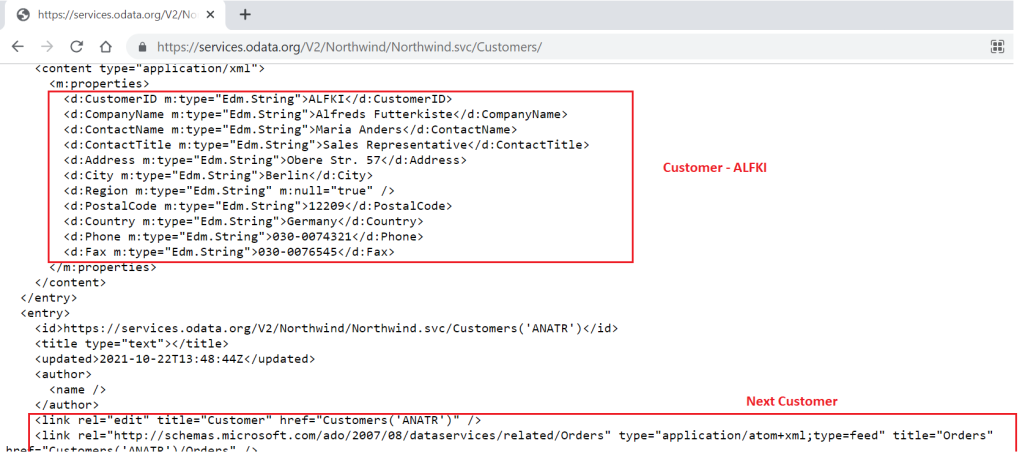 https://services.odata.org/V2/No
https://services.odata.org/V2/Northwind/Northwind.svc/Customers/
<content type="application/xml">
<m:properties>
<d:CustomerID m:type="Edm.String">ALFKI</d:CustomerID>
<d:CompanyName m:type="Edm.String">Alfreds Futterkiste</d:CompanyName>
<d:ContactName m:type="Edm.String">Maria Anders</d:ContactName>
<d:ContactTitle m:type="Edm.String">Sales Representative</d:ContactTitle>
<d:Address m:type="Edm.String">Obere Str. 57</d:Address>
Customer - ALFKI
<d:City m:type="Edm.String">Berlin</d:City>
<d:Region m:type="Edm.String" m:null="true" />
<d:PostalCode m:type="Edm.String">12209</d:PostalCode>
<d:Country m:type="Edm.String">Germany</d:Country>
<d:Phone m:type="Edm.String">030-0074321</d:Phone>
<d:Fax m:type="Edm.String">030-0076545</d:Fax>
</m:properties>
</content>
</entry>
<entry>
<id>https://services.odata.org/V2/Northwind/Northwind.svc/Customers('ANATR')</id>
<title type="text"></title>
<updated>2021-10-22T13:48:44Z</updated>
<author>
<name />
Next Customer
</author>
<link rel="edit" title="Customer" href="Customers('ANATR')" />
<link rel="http://schemas.microsoft.com/ado/2007/08/dataservices/related/Orders" type="application/atom+xml;type=feed" title="Orders"
href="Customers('ANATR')/Orders" />